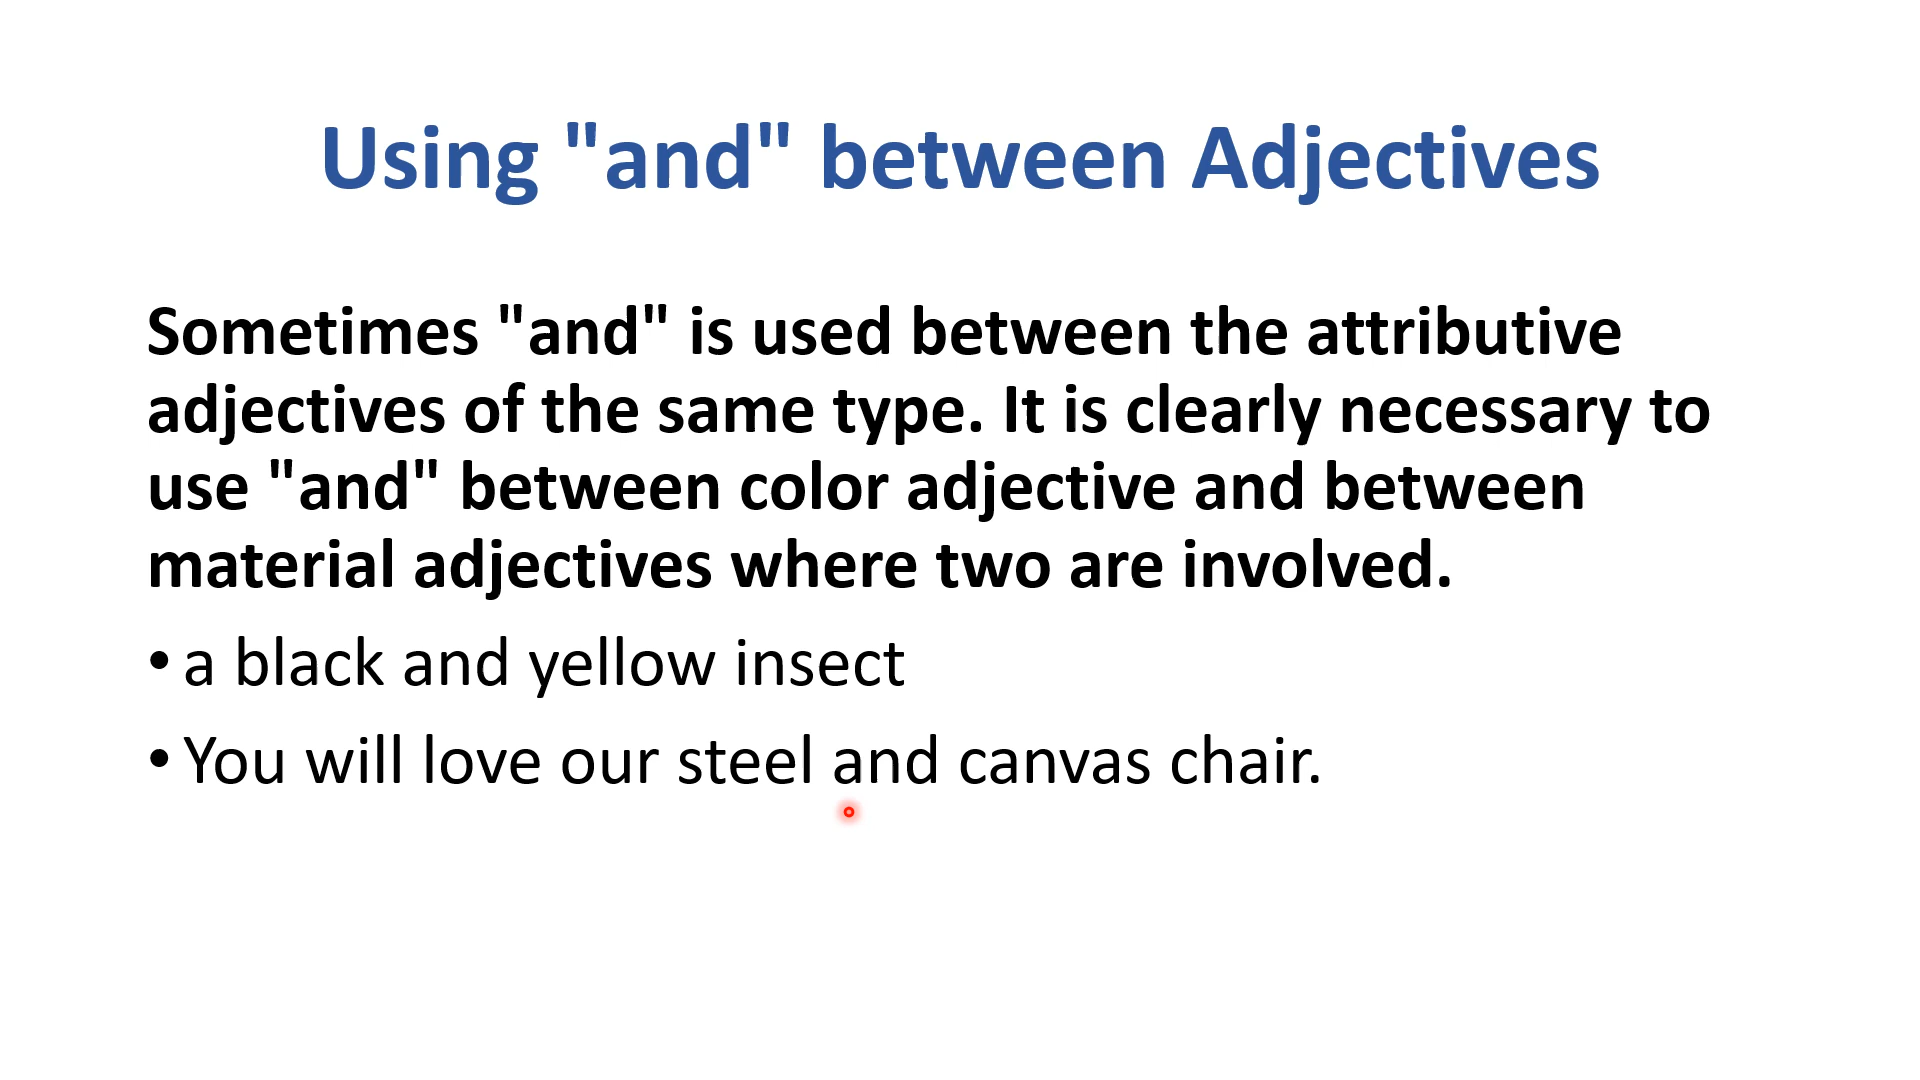 Using "and" between Adjectives
Sometimes "and" is used between the attributive
adjectives of the same type. It is clearly necessary to
use "and" between color adjective and between
material adjectives where two are involved.
• a black and yellow insect
• You will love our steel and canvas chair.